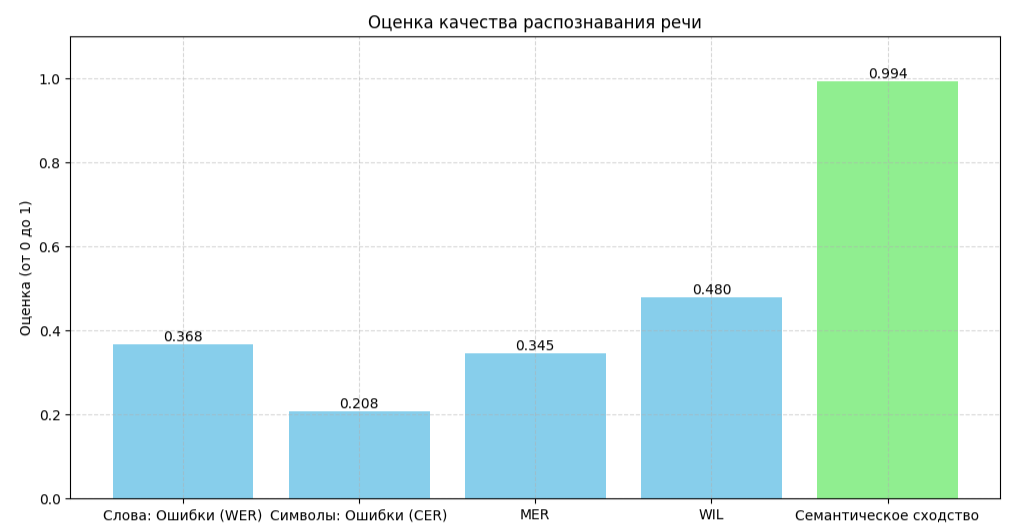 Оценка качества распознавания речи
Оценка (от 0 до 1)
1.0
0.8
0.6
0.4
0.2
0.0
0.368
0.208
0.345
0.480
0.994
Слова: Ошибки (WER)
Символы: Ошибки (CER)
MER
WIL
Семантическое сходство